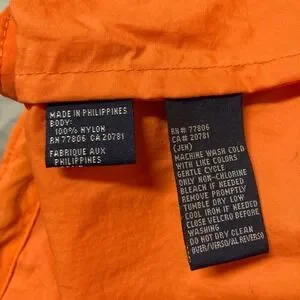 MADE IN PHILIPPINES
BODY:
100% NYLON
RN 77806 CA 20781
FABRIQUE AUX
PHILIPPINES
RN# 77806
CA# 20781
(JEN)
MACHINE WASH COLD
WITH LIKE COLORS
GENTLE CYCLE
ONLY NON-CHLORINE
BLEACH IF NEEDED
REMOVE PROMPTLY
TUMBLE DRY LOW
COOL IRON IF NEEDED
CLOSE VELCRO BEFORE
WASHING
DO NOT DRY CLEAN
OVER/VERSO/AL REVERSO